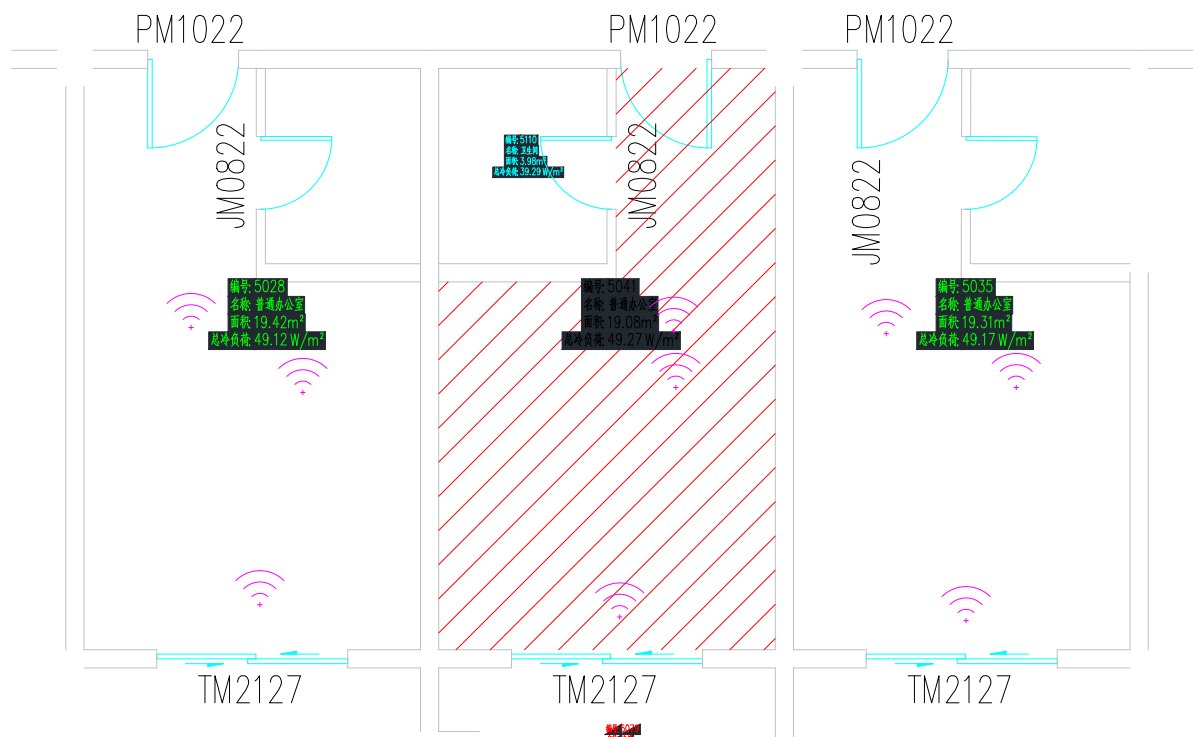 PM1022
PM1022
PM1022
JM0822
编号: 5110
名称: 卫生间
面积: 3.98m²
总冷负荷: 39.29 W/m²
JM0822
JM0822
编号: 5028
名称: 普通办公室
面积: 19.42m²
总冷负荷: 49.12 W/m²
编号: 5041
名称: 普通办公室
面积: 19.08m²
总冷负荷: 49.27 W/m²
编号: 5035
名称: 普通办公室
面积: 19.31m²
总冷负荷: 49.17 W/m²
TM2127
TM2127
TM2127